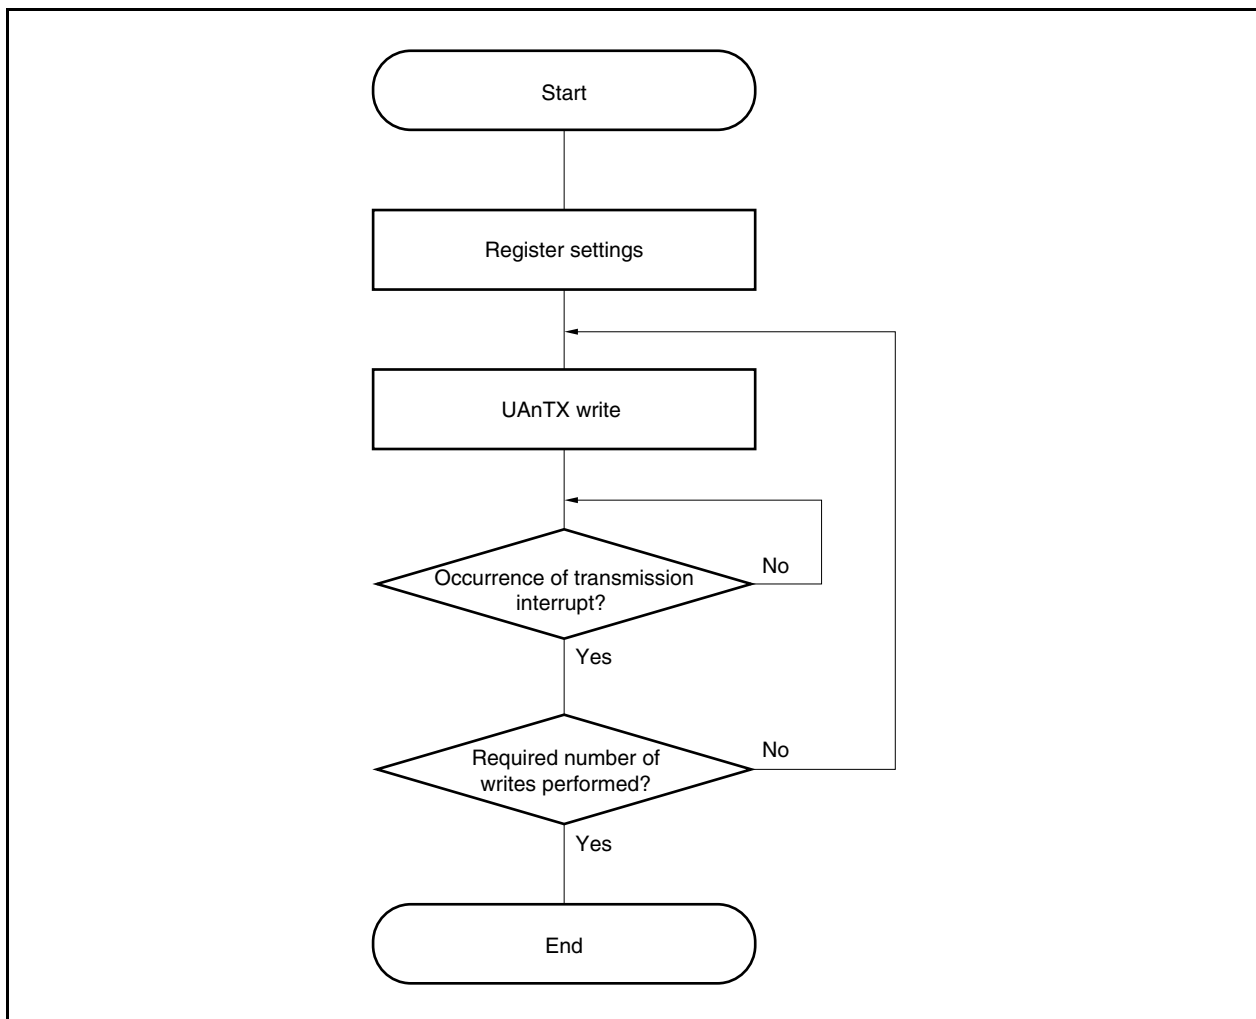 Start
Register settings
UAnTX write
Occurrence of transmission
interrupt?
No
Yes
Required number of
writes performed?
No
Yes
End